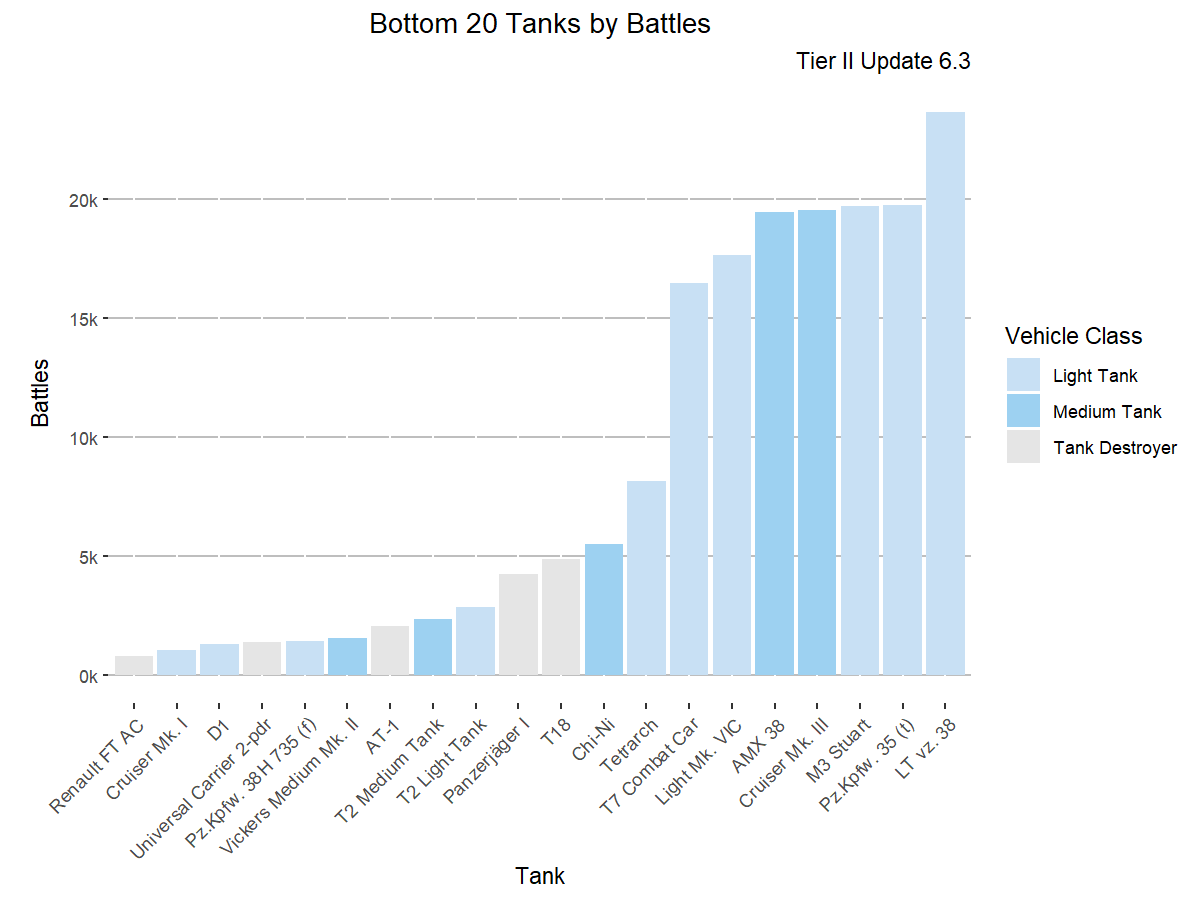 Bottom 20 Tanks by Battles
Tier II Update 6.3
Battles
20k
15k
10k
5k
0k
Renault FT AC
Cruiser Mk. I
D1
Universal Carrier 2-pdr
Pz.Kpfw. 38H 735 (f)
Vickers Medium Mk. II
AT-1
T2 Medium Tank
T2 Light Tank
Panzerjäger I
T18
Chi-Ni
Tetrarch
T7 Combat Car
Light Mk. VIC
AMX 38
Cruiser Mk. III
M3 Stuart
Pz.Kpfw. 35 (t)
LT vz. 38
Tank
Vehicle Class
Light Tank
Medium Tank
Tank Destroyer